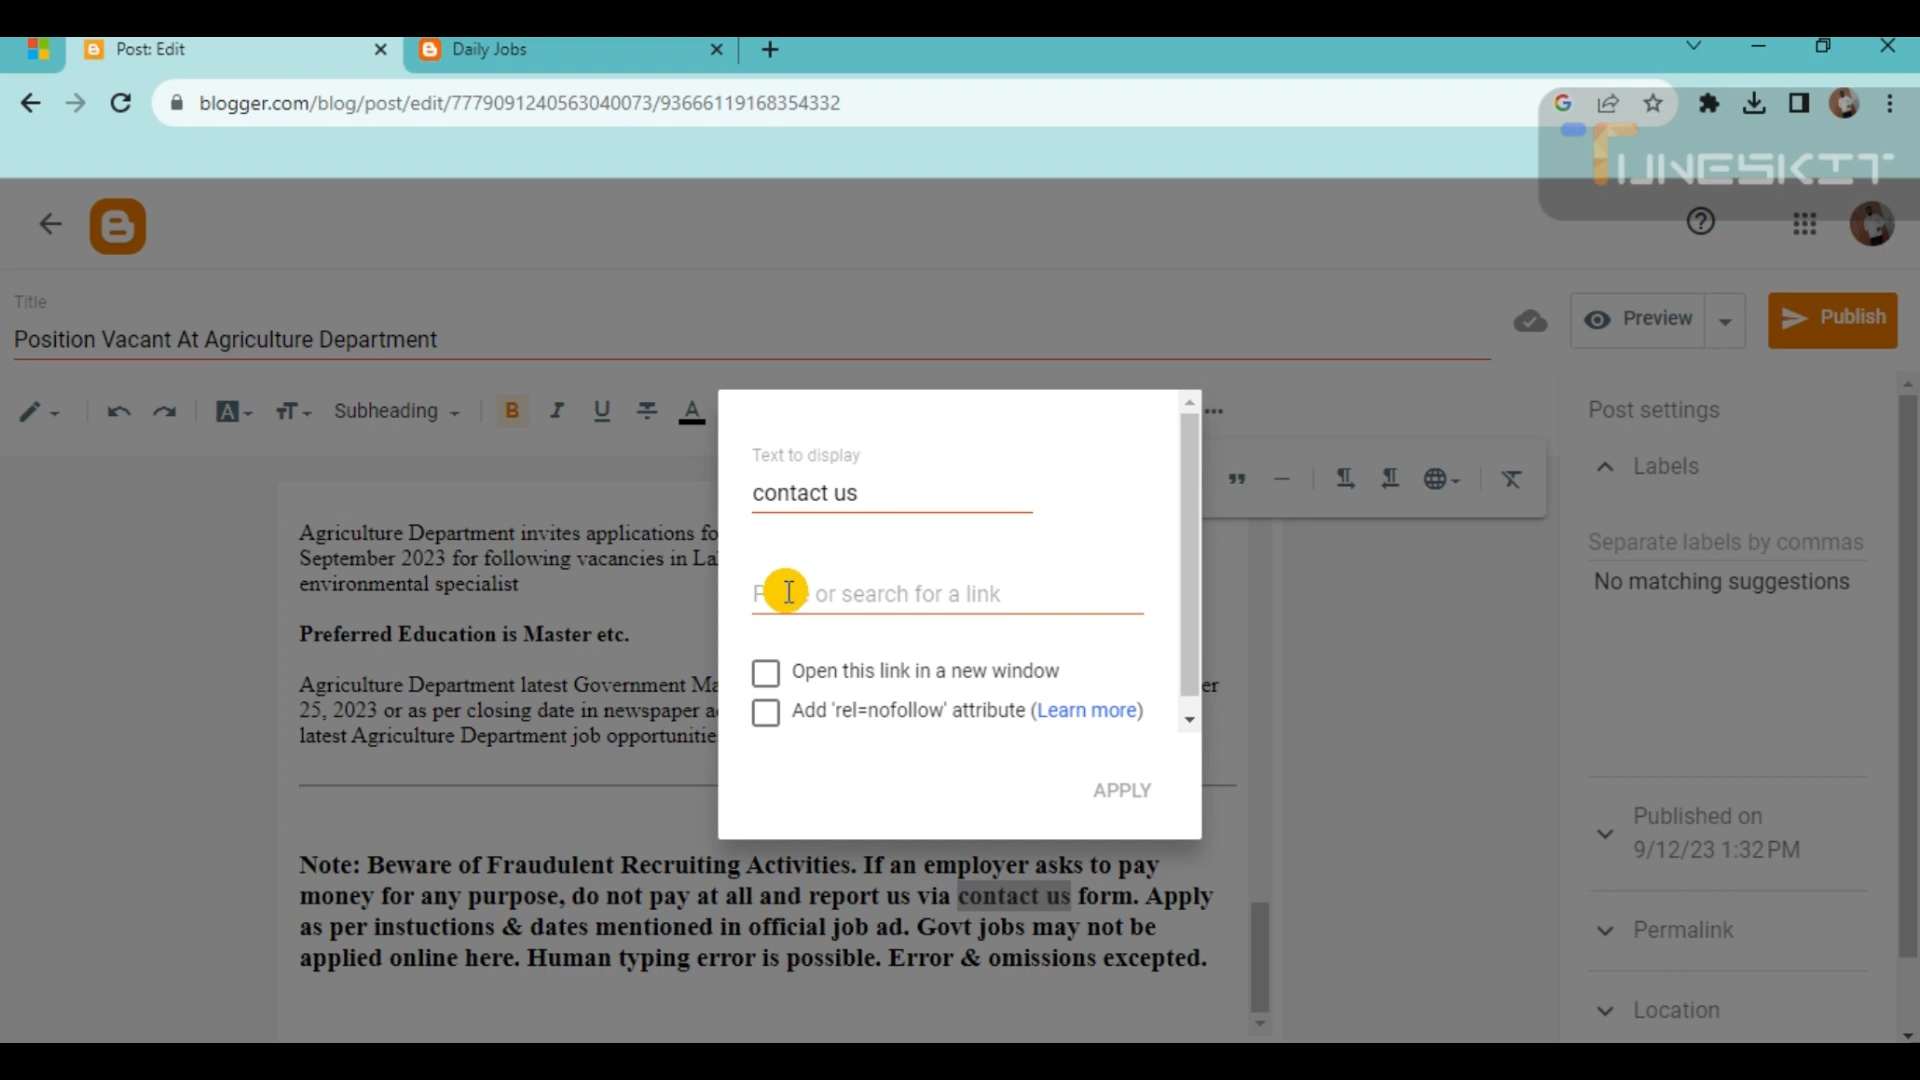 Post: Edit
Daily Jobs
blogger.com/blog/post/edit/7779091240563040073/93666119168354332
TUNESKIT
Title
Position Vacant At Agriculture Department
Preview
Publish
Subheading
Post settings
Labels
Separate labels by commas
No matching suggestions
Published on
9/12/23 1:32 PM
Permalink
Location
Text to display
contact us
or search for a link
Open this link in a new window
Add 'rel=nofollow' attribute (Learn more)
APPLY
Agriculture Department invites applications
September 2023 for following vacancies in
environmental specialist
Preferred Education is Master etc.
Agriculture Department latest Government
25, 2023 or as per closing date in newspaper
latest Agriculture Department job
Note: Beware of Fraudulent Recruiting Activities. If an employer asks to pay
money for any purpose, do not pay at all and report us via contact us form. Apply
as per instuctions & dates mentioned in official job ad. Govt jobs may not be
applied online here. Human typing error is possible. Error & omissions excepted.